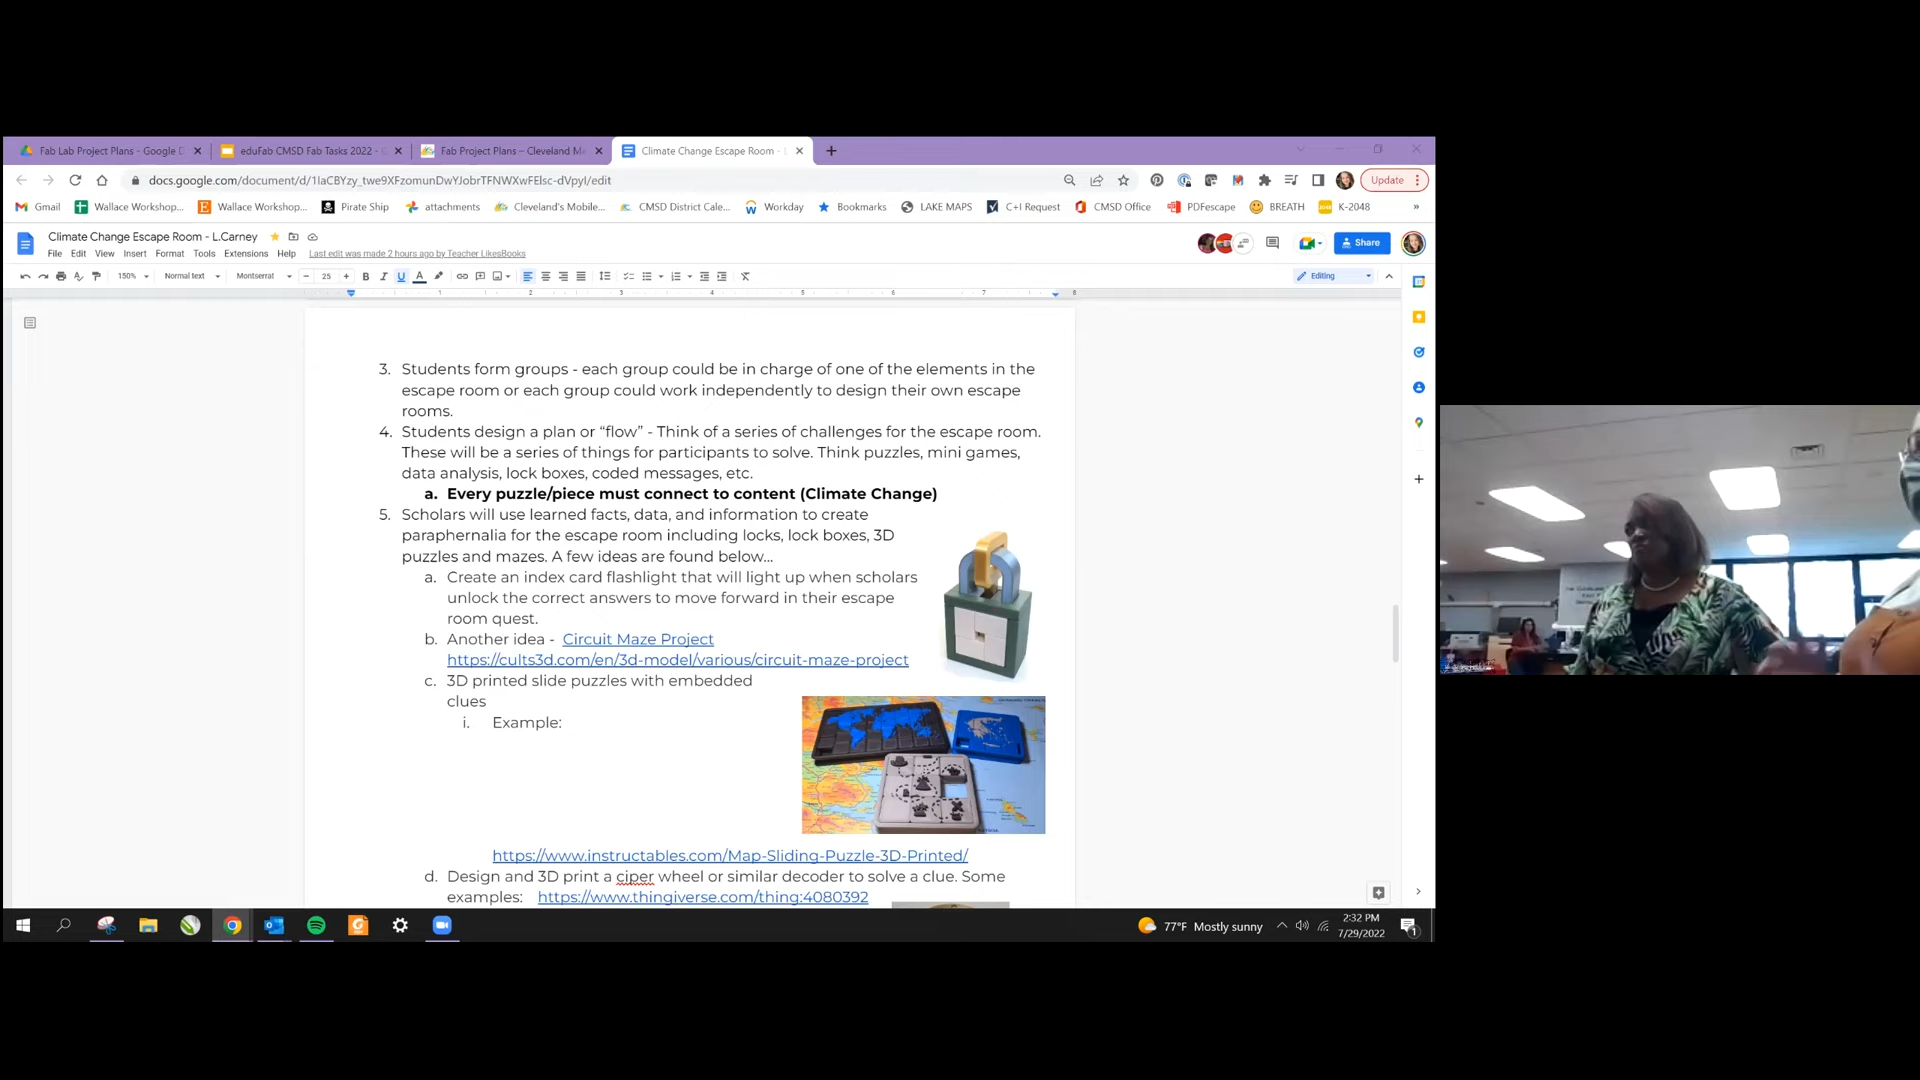 Fab Lab Project Plans - Google D
eduFab CMSD Fab Tasks 2022 -
Fab Project Plans – Cleveland Me
Climate Change Escape Room -
docs.google.com/document/d/1IaCBYzy_twe9XFzomunDwYJobrTFNWXwFElsc-dVpyI/edit
Update
Gmail
Wallace Workshop...
Wallace Workshop...
Pirate Ship
attachments
Cleveland's Mobile...
CMSD District Cale...
Workday
Bookmarks
LAKE MAPS
C+I Request
CMSD Office
PDFescape
BREATH
K-2048
»
Climate Change Escape Room - L.Carney
Share
File Edit View Insert Format Tools Extensions Help
Last edit was made 2 hours ago by Teacher LikesBooks
150% Normal text Montserrat 25 B I U A
Editing
1 2 3 4 5 6 7 8
3. Students form groups - each group could be in charge of one of the elements in the
escape room or each group could work independently to design their own escape
rooms.
4. Students design a plan or “flow” - Think of a series of challenges for the escape room.
These will be a series of things for participants to solve. Think puzzles, mini games,
data analysis, lock boxes, coded messages, etc.
a. Every puzzle/piece must connect to content (Climate Change)
5. Scholars will use learned facts, data, and information to create
paraphernalia for the escape room including locks, lock boxes, 3D
puzzles and mazes. A few ideas are found below...
a. Create an index card flashlight that will light up when scholars
unlock the correct answers to move forward in their escape
room quest.
b. Another idea - Circuit Maze Project
https://cults3d.com/en/3d-model/various/circuit-maze-project
c. 3D printed slide puzzles with embedded
clues
i. Example:
https://www.instructables.com/Map-Sliding-Puzzle-3D-Printed/
d. Design and 3D print a ciper wheel or similar decoder to solve a clue. Some
examples: https://www.thingiverse.com/thing:4080392
77°F Mostly sunny
2:32 PM
7/29/2022
1